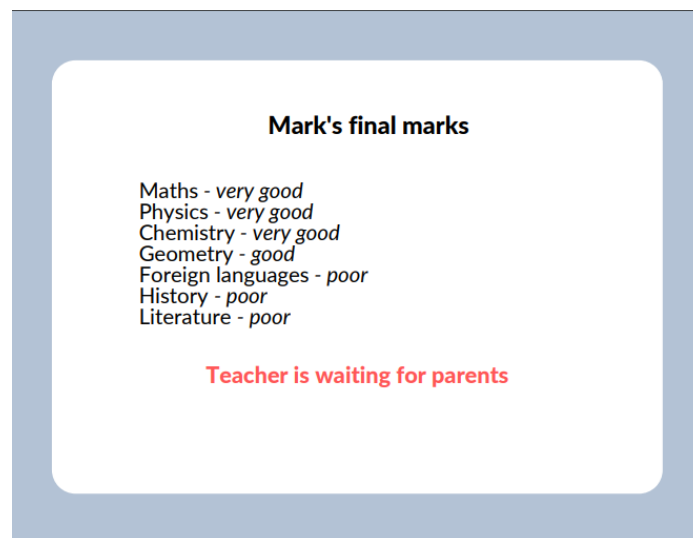 Mark's final marks
Maths - very good
Physics - very good
Chemistry - very good
Geometry - good
Foreign languages - poor
History - poor
Literature - poor
Teacher is waiting for parents